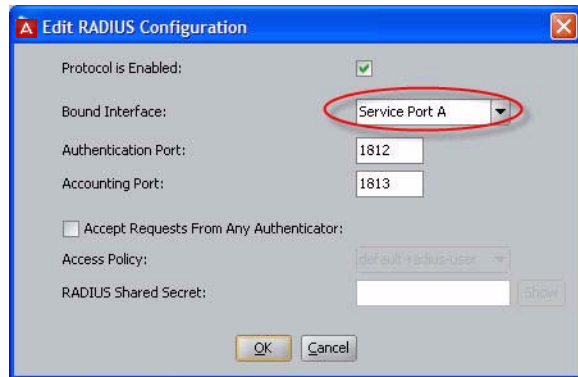 A Edit RADIUS Configuration
Protocol is Enabled:
Bound Interface: Service Port A
Authentication Port: 1812
Accounting Port: 1813
Accept Requests From Any Authenticator:
Access Policy: default-radius-user
RADIUS Shared Secret: Show
OK Cancel